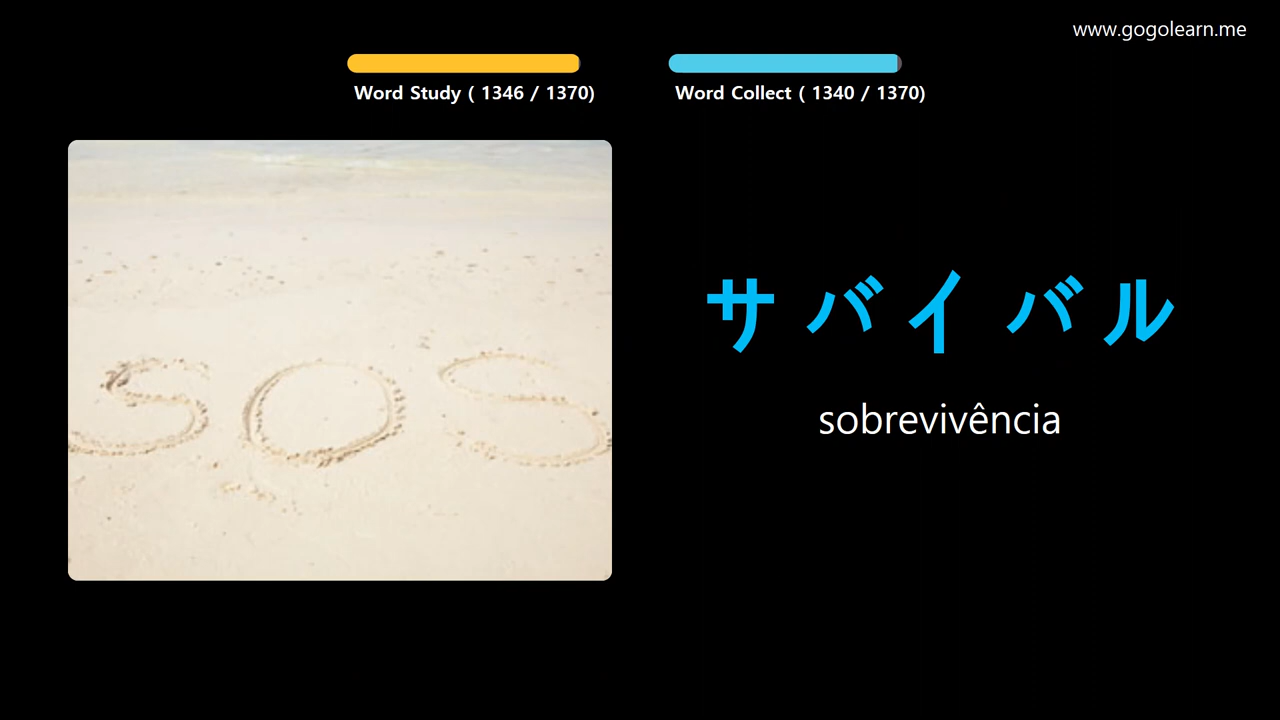 www.gogolearn.me
Word Study ( 1346 / 1370)
Word Collect ( 1340 / 1370)
SOS
サバイバル
sobrevivência